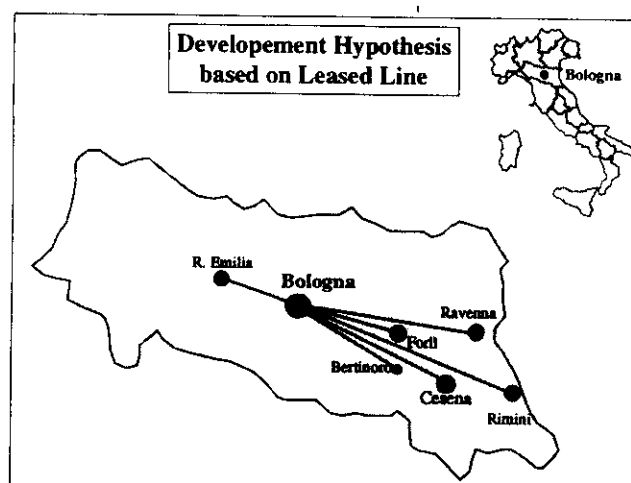 Developement Hypothesis
based on Leased Line
Bologna
R. Emilia
Bologna
Ravenna
Forlì
Bertinoro
Cesena
Rimini